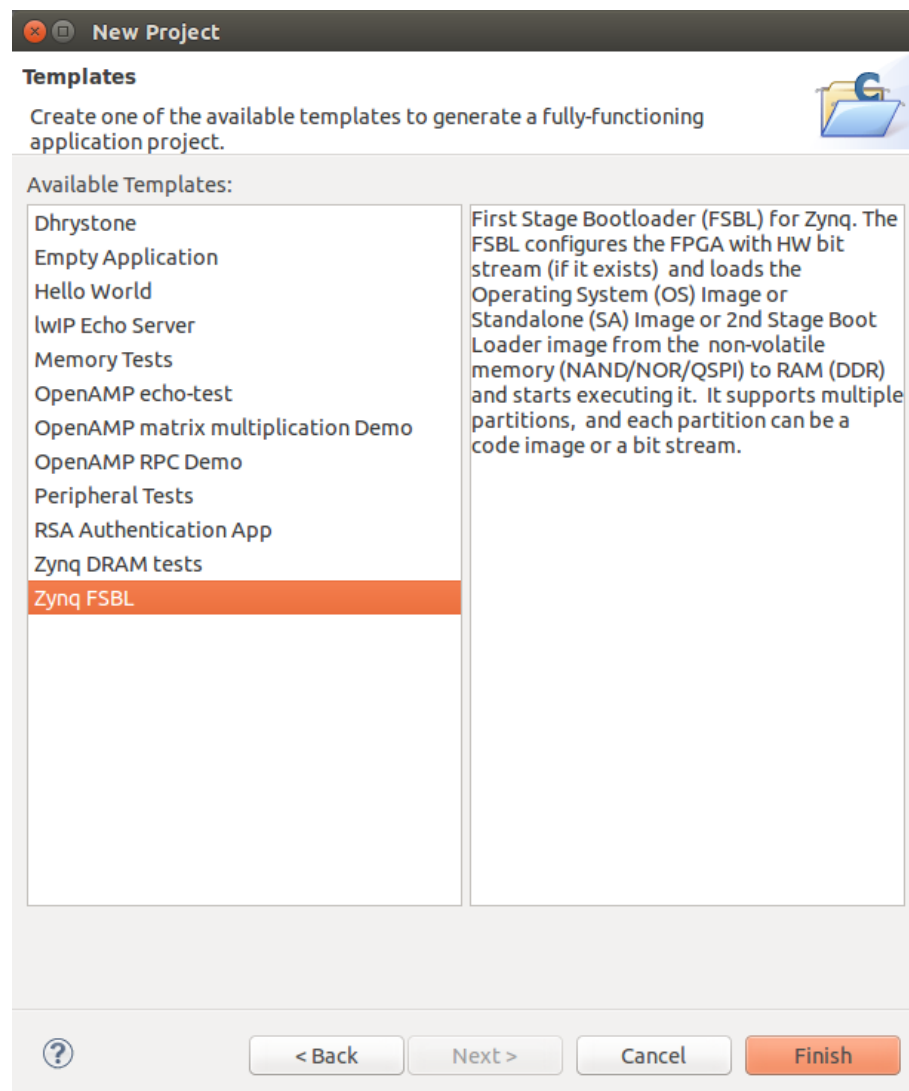 New Project
Templates
Create one of the available templates to generate a fully-functioning
application project.
Available Templates:
Dhrystone
Empty Application
Hello World
lwIP Echo Server
Memory Tests
OpenAMP echo-test
OpenAMP matrix multiplication Demo
OpenAMP RPC Demo
Peripheral Tests
RSA Authentication App
Zynq DRAM tests
Zynq FSBL
First Stage Bootloader (FSBL) for Zynq. The
FSBL configures the FPGA with HW bit
stream (if it exists)  and loads the
Operating System (OS) Image or
Standalone (SA) Image or 2nd Stage Boot
Loader image from the  non-volatile
memory (NAND/NOR/QSPI) to RAM (DDR)
and starts executing it.  It supports multiple
partitions,  and each partition can be a
code image or a bit stream.
? < Back Next > Cancel Finish